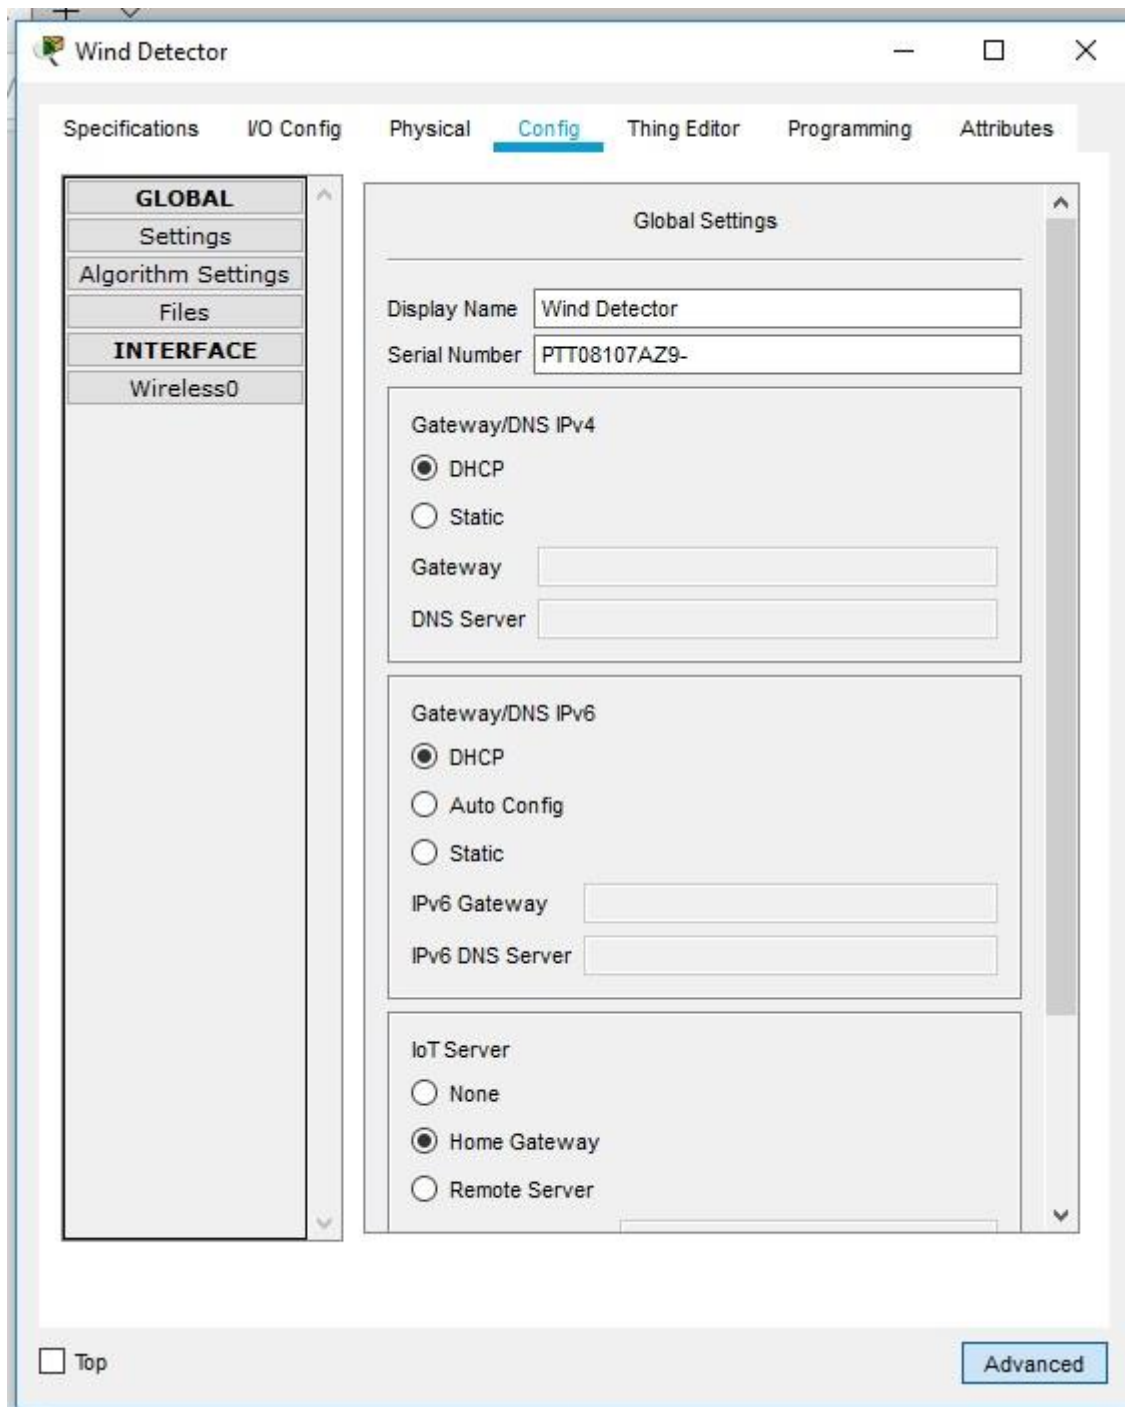 Wind Detector
Specifications I/O Config Physical Config Thing Editor Programming Attributes
GLOBAL
Settings
Algorithm Settings
Files
INTERFACE
Wireless0
Global Settings
Display Name Wind Detector
Serial Number PTT08107AZ9-
Gateway/DNS IPv4
DHCP
Static
Gateway
DNS Server
Gateway/DNS IPv6
DHCP
Auto Config
Static
IPv6 Gateway
IPv6 DNS Server
IoT Server
None
Home Gateway
Remote Server
Top
Advanced